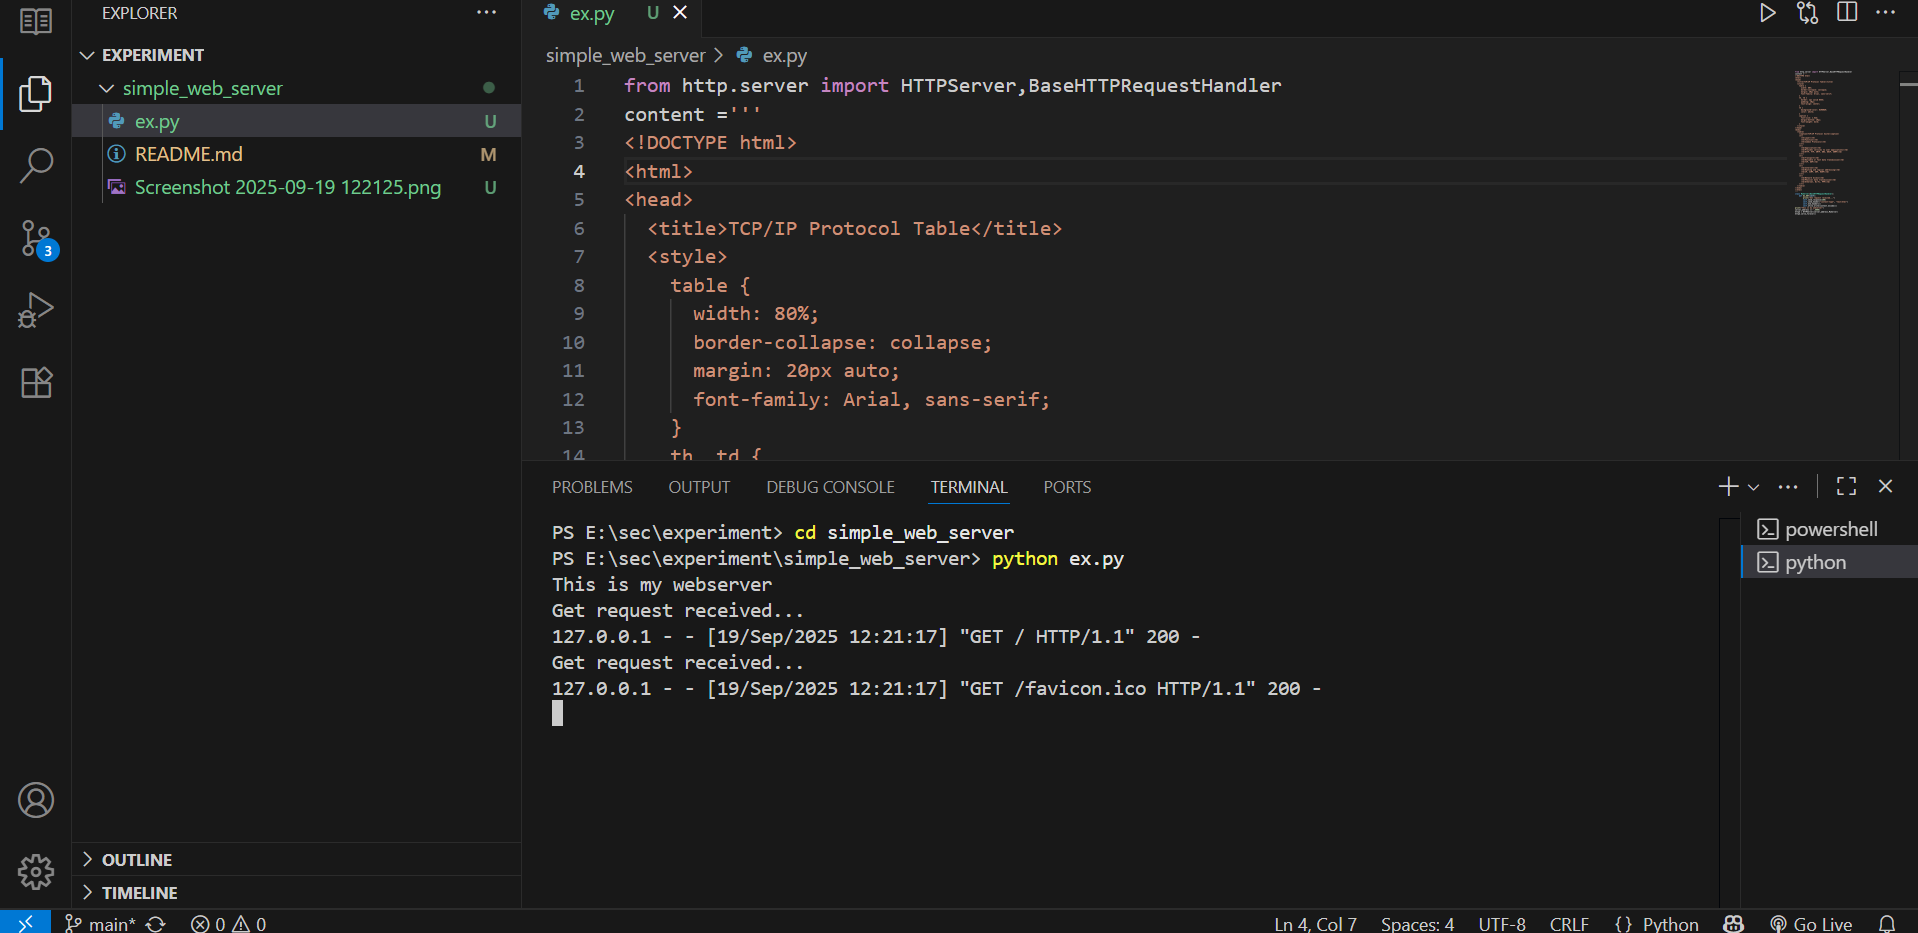 EXPLORER
EXPERIMENT
simple_web_server
ex.py U
README.md M
Screenshot 2025-09-19 122125.png U
3
OUTLINE
TIMELINE
ex.py U
simple_web_server > ex.py
1 from http.server import HTTPServer,BaseHTTPRequestHandler
2 content ='''
3 <!DOCTYPE html>
4 <html>
5 <head>
6 <title>TCP/IP Protocol Table</title>
7 <style>
8 table {
9 width: 80%;
10 border-collapse: collapse;
11 margin: 20px auto;
12 font-family: Arial, sans-serif;
13 }
14 th, td {
PROBLEMS OUTPUT DEBUG CONSOLE TERMINAL PORTS
PS E:\sec\experiment> cd simple_web_server
PS E:\sec\experiment\simple_web_server> python ex.py
This is my webserver
Get request received...
127.0.0.1 - - [19/Sep/2025 12:21:17] "GET / HTTP/1.1" 200 -
Get request received...
127.0.0.1 - - [19/Sep/2025 12:21:17] "GET /favicon.ico HTTP/1.1" 200 -
powershell
python
main* 0 0 Ln 4, Col 7 Spaces: 4 UTF-8 CRLF {} Python Go Live